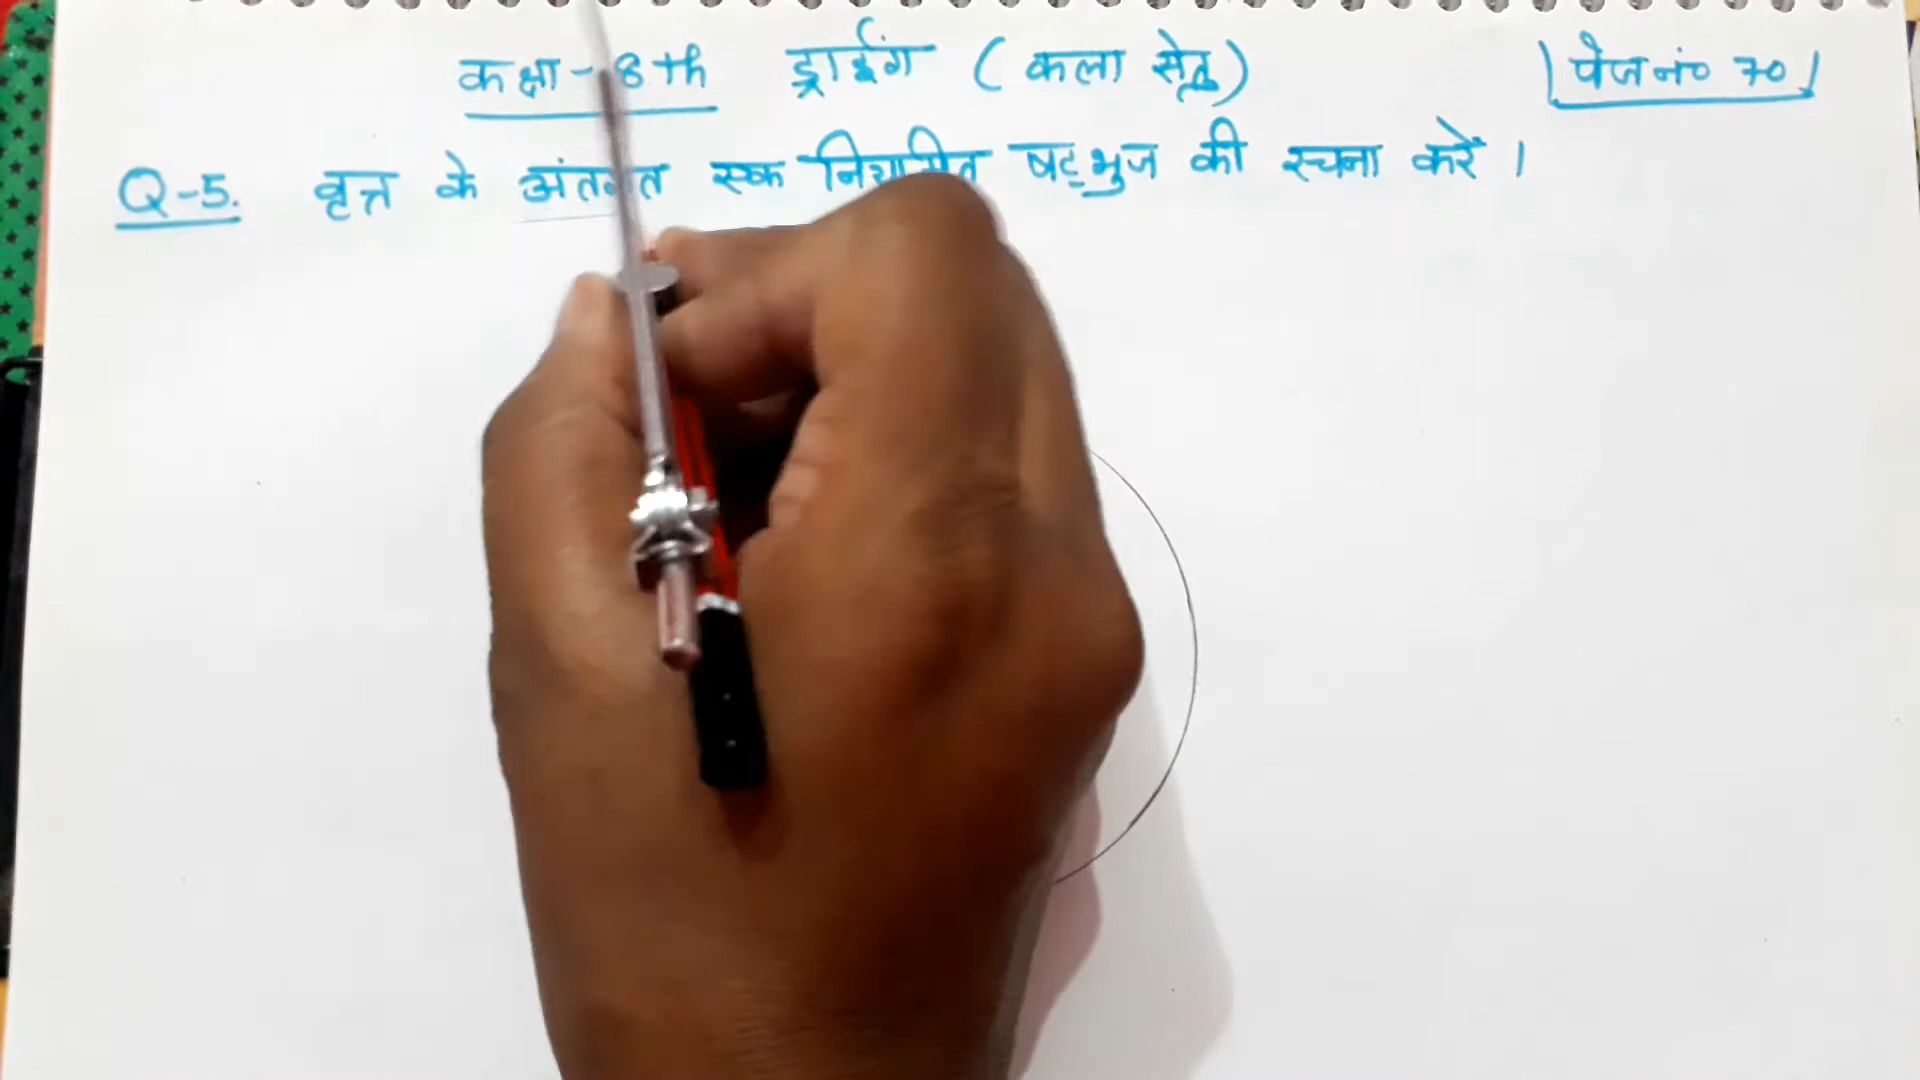 कक्षा - 8th ड्राईंग ( कला सेतू ) पेज नं० 70
Q-5. वृत्त के अंतर्गत एक नियमित षट्भुज की रचना करें ।